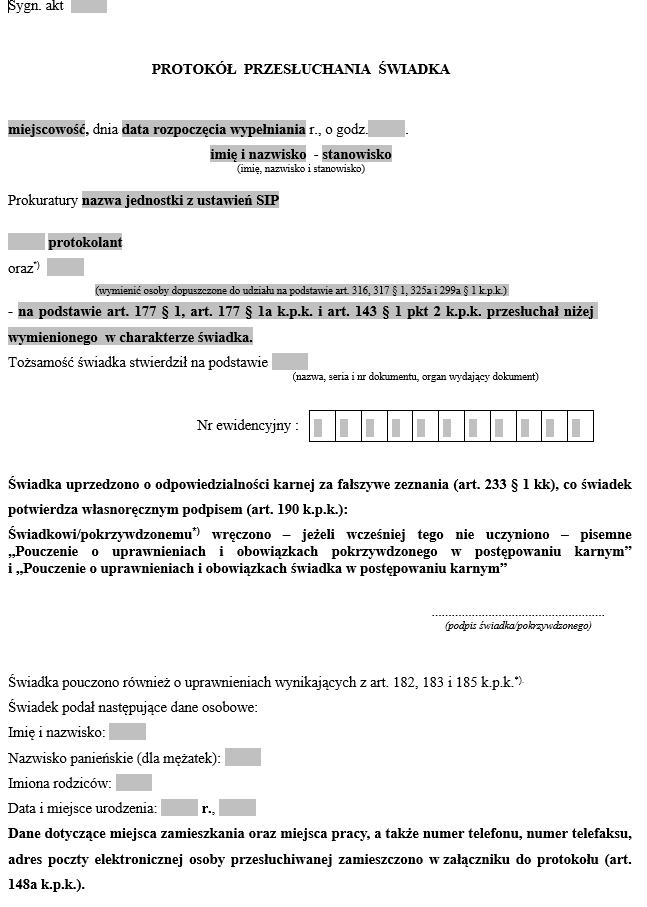 Sygn. akt
PROTOKÓŁ PRZESŁUCHANIA ŚWIADKA
miejscowość, dnia data rozpoczęcia wypełniania r., o godz. .
imię i nazwisko - stanowisko
(imię, nazwisko i stanowisko)
Prokuratury nazwa jednostki z ustawień SIP
protokolant
oraz*)
(wymienić osoby dopuszczone do udziału na podstawie art. 316, 317 § 1, 325a i 299a § 1 k.p.k.)
- na podstawie art. 177 § 1, art. 177 § 1a k.p.k. i art. 143 § 1 pkt 2 k.p.k. przesłuchał niżej
wymienionego w charakterze świadka.
Tożsamość świadka stwierdził na podstawie
(nazwa, seria i nr dokumentu, organ wydający dokument)
Nr ewidencyjny :
Świadka uprzedzono o odpowiedzialności karnej za fałszywe zeznania (art. 233 § 1 kk), co świadek
potwierdza własnoręcznym podpisem (art. 190 k.p.k.):
Świadkowi/pokrzywdzonemu*) wręczono – jeżeli wcześniej tego nie uczyniono – pisemne
„Pouczenie o uprawnieniach i obowiązkach pokrzywdzonego w postępowaniu karnym”
i „Pouczenie o uprawnieniach i obowiązkach świadka w postępowaniu karnym”
(podpis świadka/pokrzywdzonego)
Świadka pouczono również o uprawnieniach wynikających z art. 182, 183 i 185 k.p.k.*).
Świadek podał następujące dane osobowe:
Imię i nazwisko:
Nazwisko panieńskie (dla mężatek):
Imiona rodziców:
Data i miejsce urodzenia: r.,
Dane dotyczące miejsca zamieszkania oraz miejsca pracy, a także numer telefonu, numer telefaksu,
adres poczty elektronicznej osoby przesłuchiwanej zamieszczono w załączniku do protokołu (art.
148a k.p.k.).